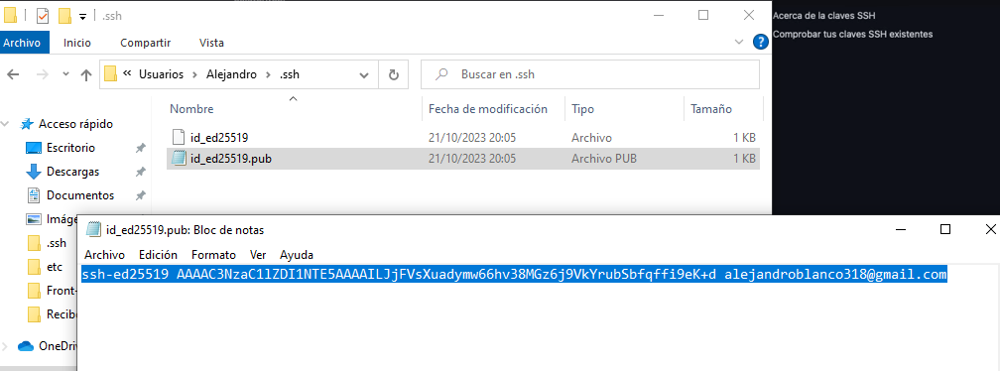 .ssh
Archivo Inicio Compartir Vista
« Usuarios > Alejandro > .ssh
Buscar en .ssh
Nombre Fecha de modificación Tipo Tamaño
id_ed25519 21/10/2023 20:05 Archivo 1 KB
id_ed25519.pub 21/10/2023 20:05 Archivo PUB 1 KB
Acceso rápido
Escritorio
Descargas
Documentos
Imáge
.ssh
etc
Front-
Recibo
OneDriv
Acerca de la claves SSH
Comprobar tus claves SSH existentes
id_ed25519.pub: Bloc de notas
Archivo Edición Formato Ver Ayuda
ssh-ed25519 AAAAC3NzaC1lZDI1NTE5AAAAILJjFVsXuadymw66hv38MGz6j9VkYrubSbfqffi9eK+d alejandroblanco318@gmail.com